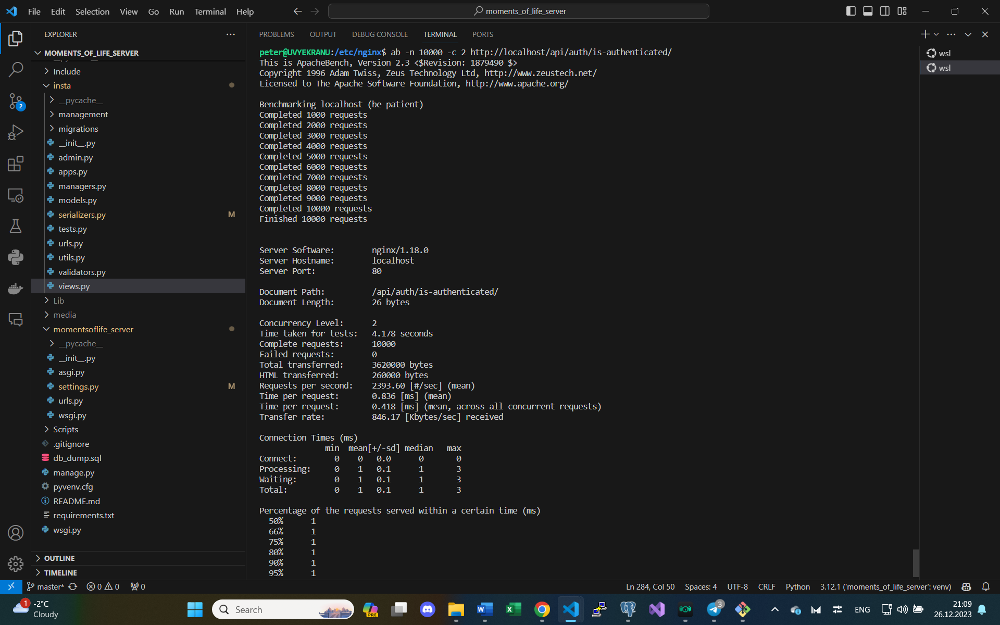 File Edit Selection View Go Run Terminal Help
moments_of_life_server
EXPLORER
MOMENTS_OF_LIFE_SERVER
Include
insta
__pycache__
management
migrations
__init__.py
admin.py
apps.py
managers.py
models.py
serializers.py M
tests.py
urls.py
utils.py
validators.py
views.py
Lib
media
momentsoflife_server
__pycache__
__init__.py
asgi.py
settings.py M
urls.py
wsgi.py
Scripts
.gitignore
db_dump.sql
manage.py
pyvenv.cfg
README.md
requirements.txt
wsgi.py
OUTLINE
TIMELINE
2
PROBLEMS OUTPUT DEBUG CONSOLE TERMINAL PORTS
peter@UVYEKRANU:/etc/nginx$ ab -n 10000 -c 2 http://localhost/api/auth/is-authenticated/
This is ApacheBench, Version 2.3 <$Revision: 1879490 $>
Copyright 1996 Adam Twiss, Zeus Technology Ltd, http://www.zeustech.net/
Licensed to The Apache Software Foundation, http://www.apache.org/
Benchmarking localhost (be patient)
Completed 1000 requests
Completed 2000 requests
Completed 3000 requests
Completed 4000 requests
Completed 5000 requests
Completed 6000 requests
Completed 7000 requests
Completed 8000 requests
Completed 9000 requests
Completed 10000 requests
Finished 10000 requests
Server Software: nginx/1.18.0
Server Hostname: localhost
Server Port: 80
Document Path: /api/auth/is-authenticated/
Document Length: 26 bytes
Concurrency Level: 2
Time taken for tests: 4.178 seconds
Complete requests: 10000
Failed requests: 0
Total transferred: 3620000 bytes
HTML transferred: 260000 bytes
Requests per second: 2393.60 [#/sec] (mean)
Time per request: 0.836 [ms] (mean)
Time per request: 0.418 [ms] (mean, across all concurrent requests)
Transfer rate: 846.17 [Kbytes/sec] received
Connection Times (ms)
min mean[+/-sd] median max
Connect: 0 0 0.0 0 0
Processing: 0 1 0.1 1 3
Waiting: 0 1 0.1 1 3
Total: 0 1 0.1 1 3
Percentage of the requests served within a certain time (ms)
50% 1
66% 1
75% 1
80% 1
90% 1
95% 1
wsl
wsl
master* 0 0 0 Ln 284, Col 50 Spaces: 4 UTF-8 CRLF Python 3.12.1 ('moments_of_life_server': venv)
1 -2°C
Cloudy
Search
PRE
3
ENG
21:09
26.12.2023